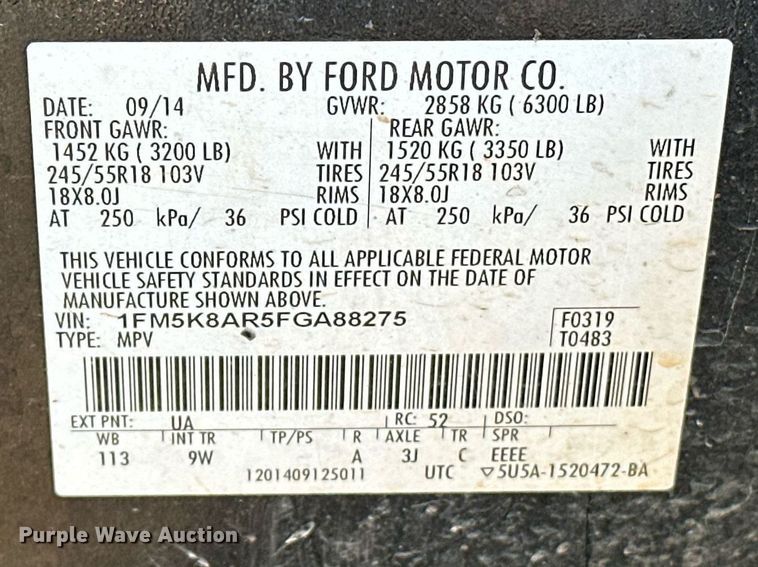 MFD. BY FORD MOTOR CO.
DATE: 09/14 GVWR: 2858 KG ( 6300 LB)
FRONT GAWR: REAR GAWR:
1452 KG ( 3200 LB) WITH 1520 KG ( 3350 LB) WITH
245/55R18 103V TIRES 245/55R18 103V TIRES
18X8.0J RIMS 18X8.0J RIMS
AT 250 kPa/ 36 PSI COLD AT 250 kPa/ 36 PSI COLD
THIS VEHICLE CONFORMS TO ALL APPLICABLE FEDERAL MOTOR
VEHICLE SAFETY STANDARDS IN EFFECT ON THE DATE OF
MANUFACTURE SHOWN ABOVE.
VIN: 1FM5K8AR5FGA88275 F0319
TYPE: MPV T0483
EXT PNT: UA RC: 52 DSO:
WB INT TR TP/PS R AXLE TR SPR
113 9W A 3J C EEEE
1201409125011 UTC ▽5U5A-1520472-BA
Purple Wave Auction